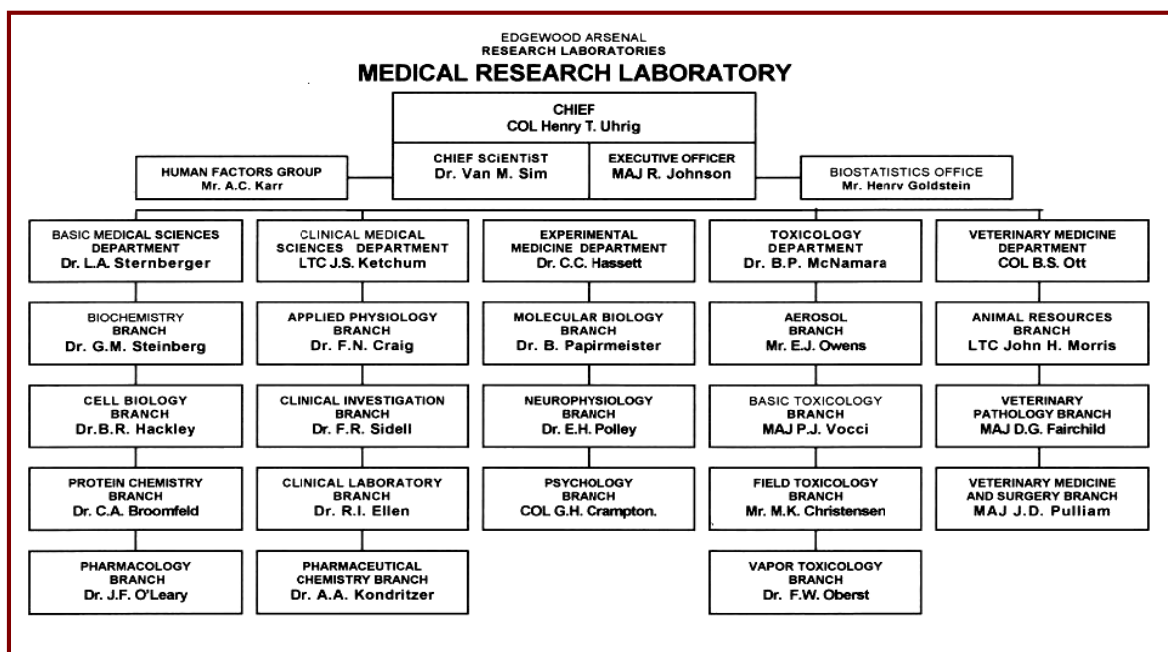 EDGEWOOD ARSENAL
RESEARCH LABORATORIES
MEDICAL RESEARCH LABORATORY
CHIEF
COL Henry T. Uhrig
CHIEF SCiENTiST
Dr. Van M. Sim
EXECUTIVE OFFICER
MAJ R. Johnson
HUMAN FACTORS GROUP
Mr. A.C. Karr
BIOSTATISTICS OFFICE
Mr. Henry Goldstein
BASIC MEDICAL SCIENCES
DEPARTMENT
Dr. L.A. Sternberger
BIOCHEMISTRY
BRANCH
Dr. G.M. Steinberg
CELL BIOLOGY
BRANCH
Dr.B.R. Hackley
PROTEIN CHEMISTRY
BRANCH
Dr. C.A. Broomfeld
PHARMACOLOGY
BRANCH
Dr. J.F. O'Leary
CLINICAL MEDICAL
SCIENCES DEPARTMENT
LTC J.S. Ketchum
APPLIED PHYSIOLOGY
BRANCH
Dr. F.N. Craig
CLINICAL INVESTIGATION
BRANCH
Dr. F.R. Sidell
CLINICAL LABORATORY
BRANCH
Dr. R.I. Ellen
PHARMACEUTICAL
CHEMISTRY BRANCH
Dr. A.A. Kondritzer
EXPERIMENTAL
MEDICINE DEPARTMENT
Dr. C.C. Hassett
MOLECULAR BIOLOGY
BRANCH
Dr. B. Papirmeister
NEUROPHYSIOLOGY
BRANCH
Dr. E.H. Polley
PSYCHOLOGY
BRANCH
COL G.H. Crampton.
TOXICOLOGY
DEPARTMENT
Dr. B.P. McNamara
AEROSOL
BRANCH
Mr. E.J. Owens
BASIC TOXICOLOGY
BRANCH
MAJ P.J. Vocci
FIELD TOXICOLOGY
BRANCH
Mr. M.K. Christensen
VAPOR TOXICOLOGY
BRANCH
Dr. F.W. Oberst
VETERINARY MEDICINE
DEPARTMENT
COL B.S. Ott
ANIMAL RESOURCES
BRANCH
LTC John H. Morris
VETERINARY
PATHOLOGY BRANCH
MAJ D.G. Fairchild
VETERINARY MEDICINE
AND SURGERY BRANCH
MAJ J.D. Pulliam